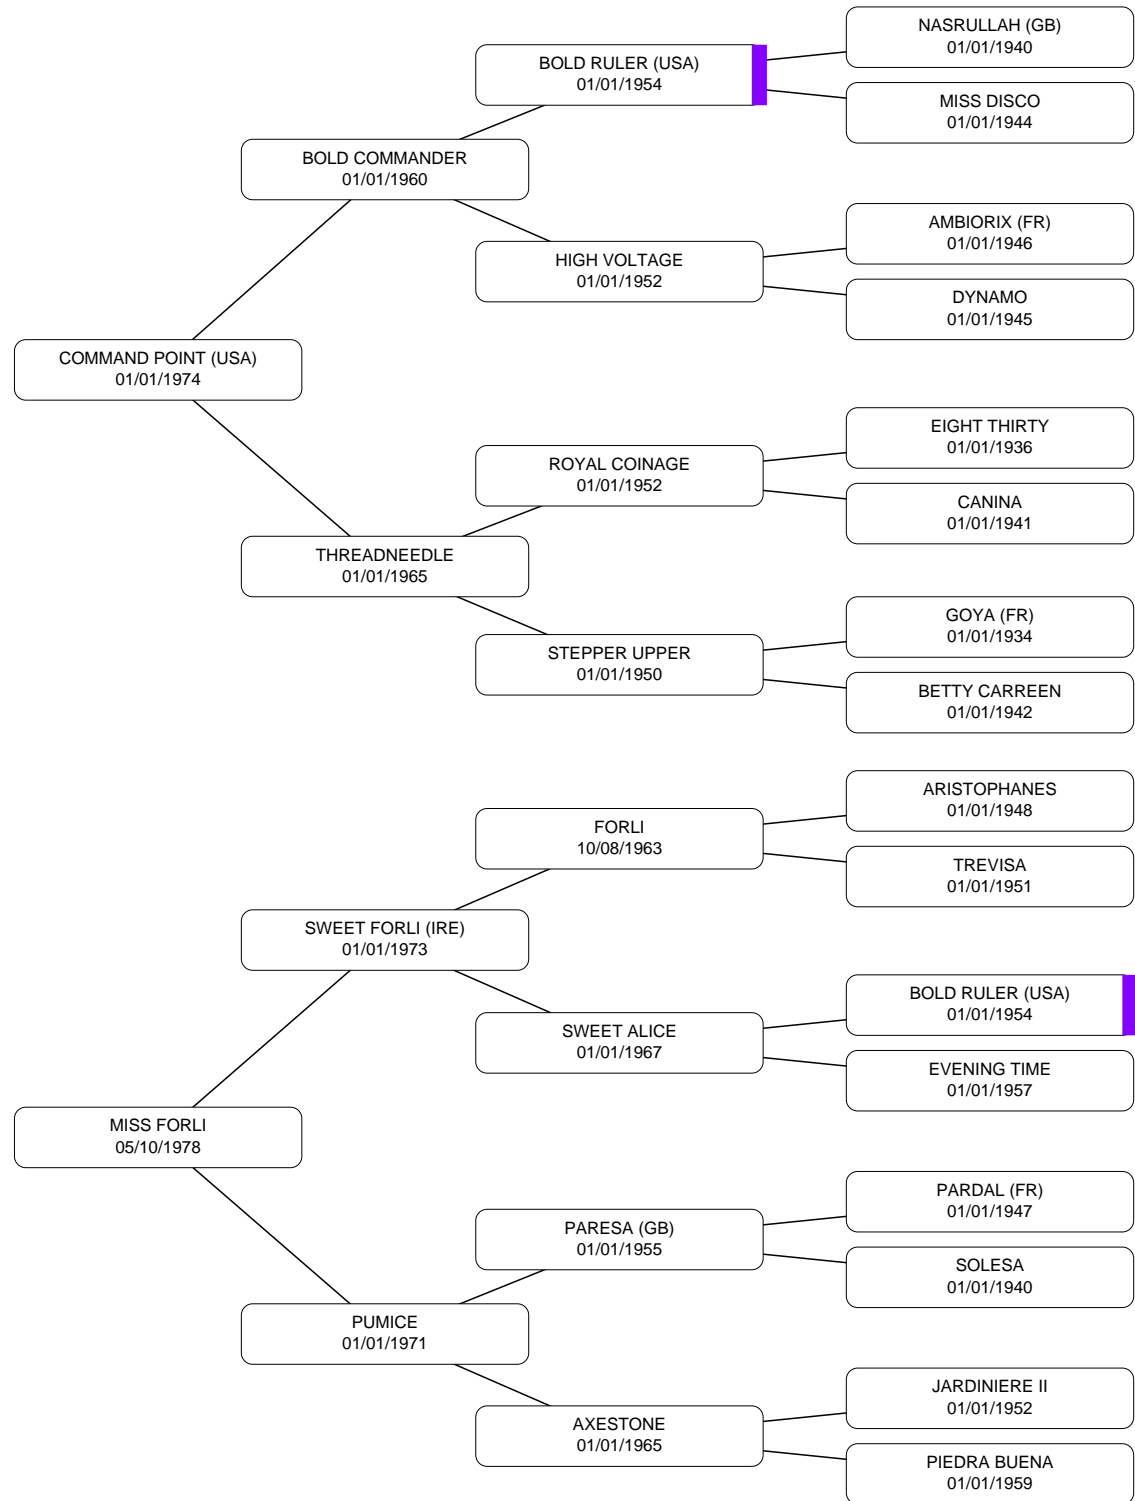 NASRULLAH (GB)
01/01/1940
BOLD RULER (USA)
01/01/1954
MISS DISCO
01/01/1944
BOLD COMMANDER
01/01/1960
AMBIORIX (FR)
01/01/1946
HIGH VOLTAGE
01/01/1952
DYNAMO
01/01/1945
COMMAND POINT (USA)
01/01/1974
EIGHT THIRTY
01/01/1936
ROYAL COINAGE
01/01/1952
CANINA
01/01/1941
THREADNEEDLE
01/01/1965
GOYA (FR)
01/01/1934
STEPPER UPPER
01/01/1950
BETTY CARREEN
01/01/1942
ARISTOPHANES
01/01/1948
FORLI
10/08/1963
TREVISA
01/01/1951
SWEET FORLI (IRE)
01/01/1973
BOLD RULER (USA)
01/01/1954
SWEET ALICE
01/01/1967
EVENING TIME
01/01/1957
MISS FORLI
05/10/1978
PARDAL (FR)
01/01/1947
PARESA (GB)
01/01/1955
SOLESA
01/01/1940
PUMICE
01/01/1971
JARDINIERE II
01/01/1952
AXESTONE
01/01/1965
PIEDRA BUENA
01/01/1959